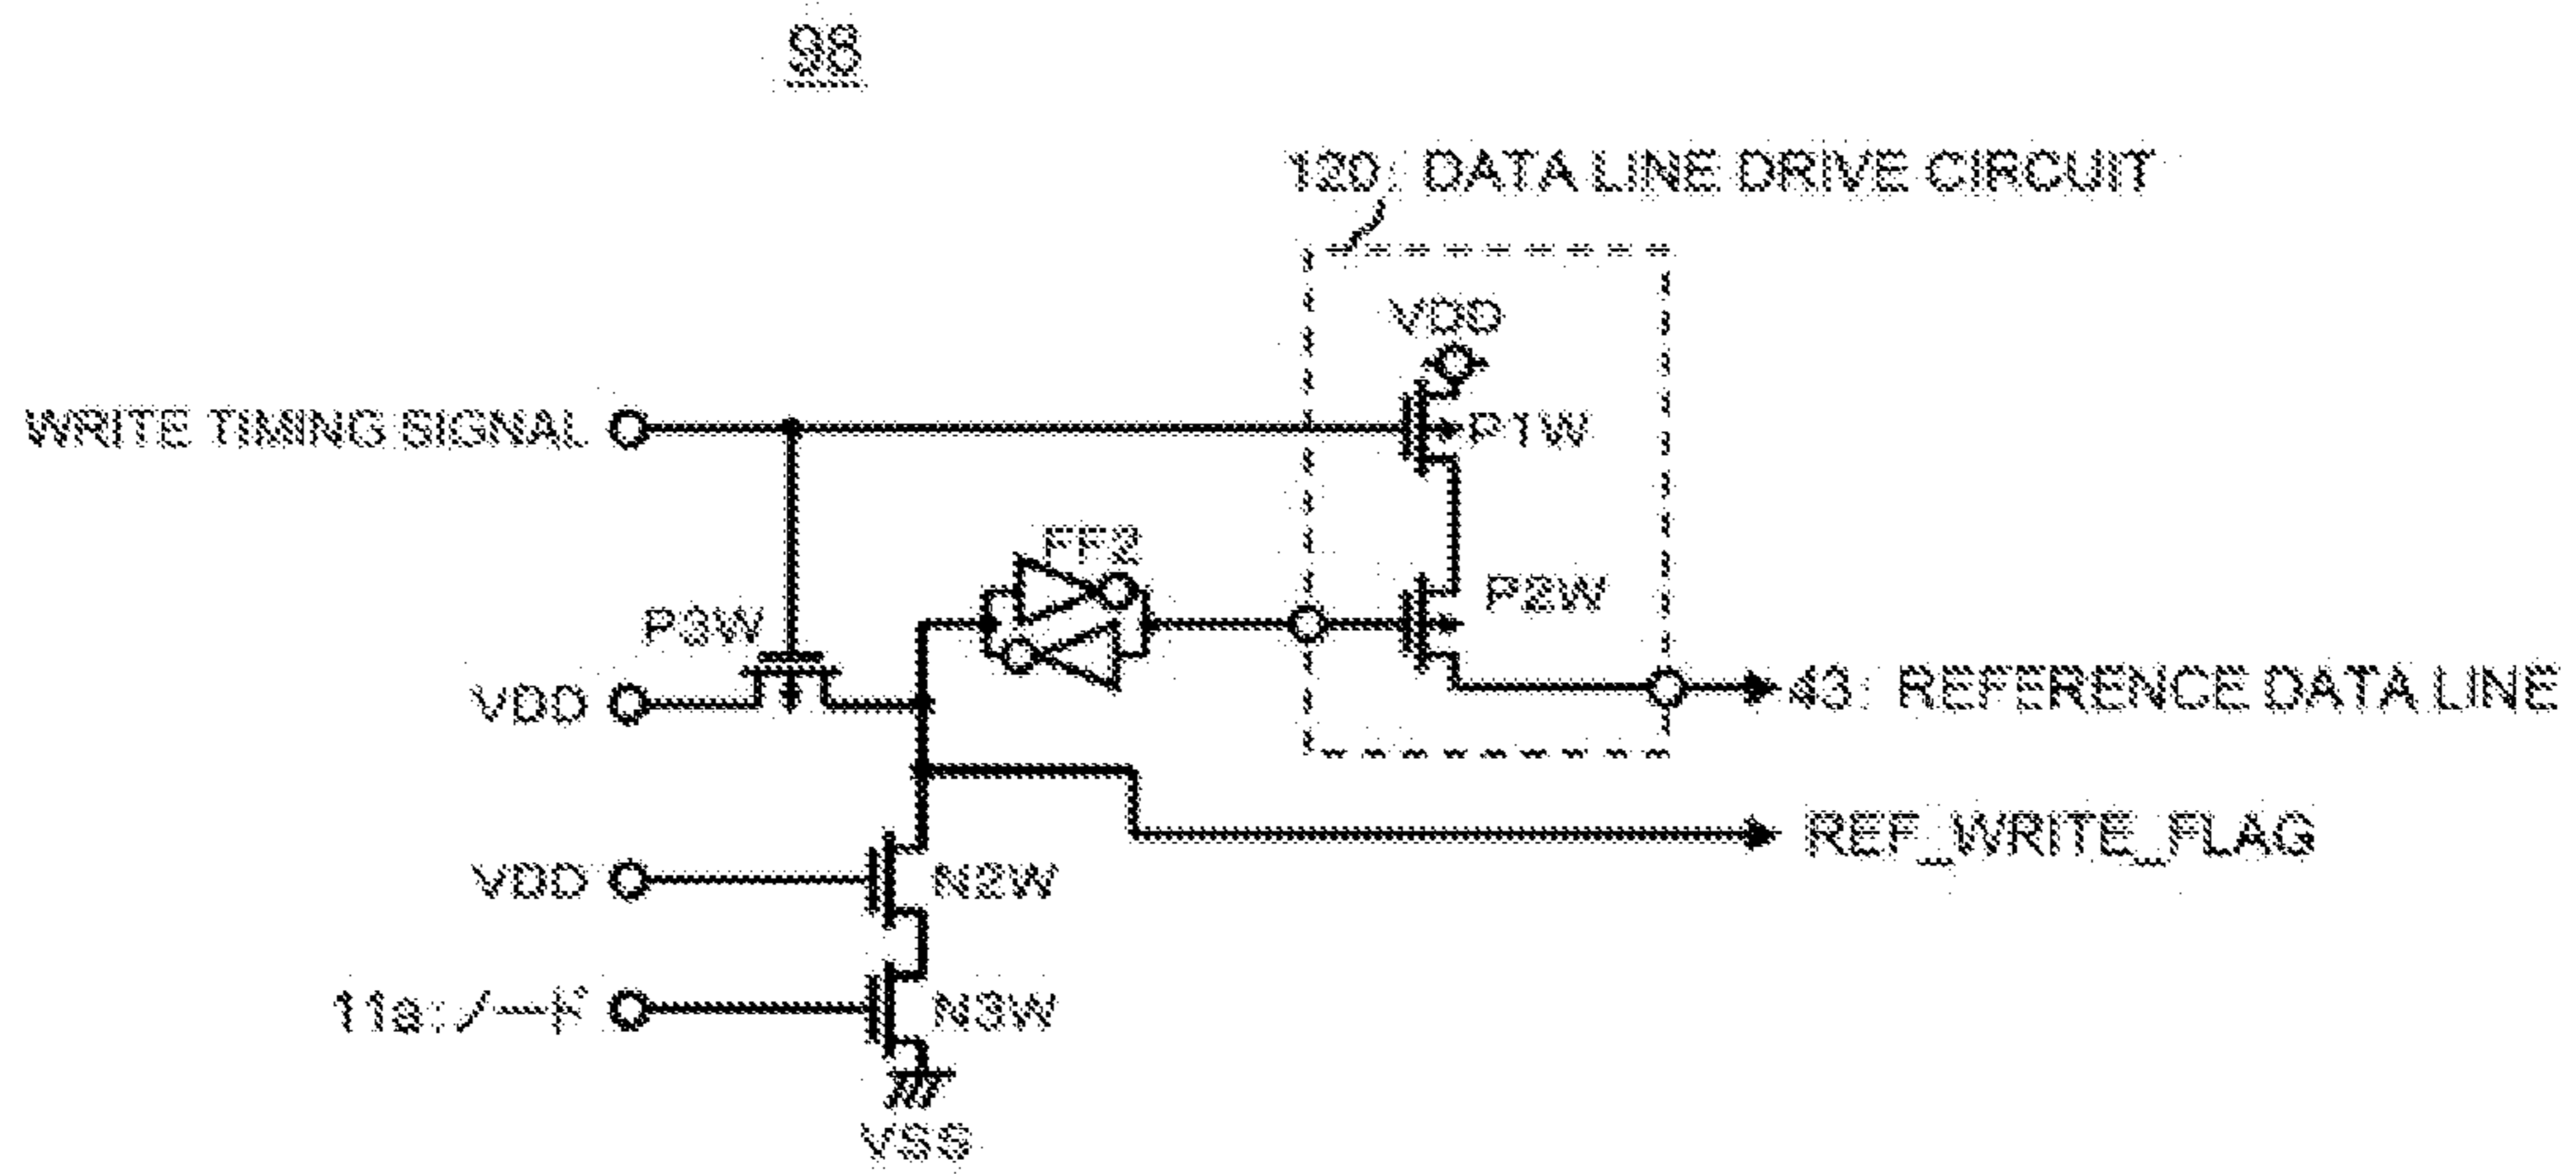 98
120: DATA LINE DRIVE CIRCUIT
VDD
WRITE TIMING SIGNAL
P1W
FF2
P2W
P3W
VDD
43: REFERENCE DATA LINE
REF_WRITE_FLAG
VDD
N2W
11a:ノード
N3W
VSS